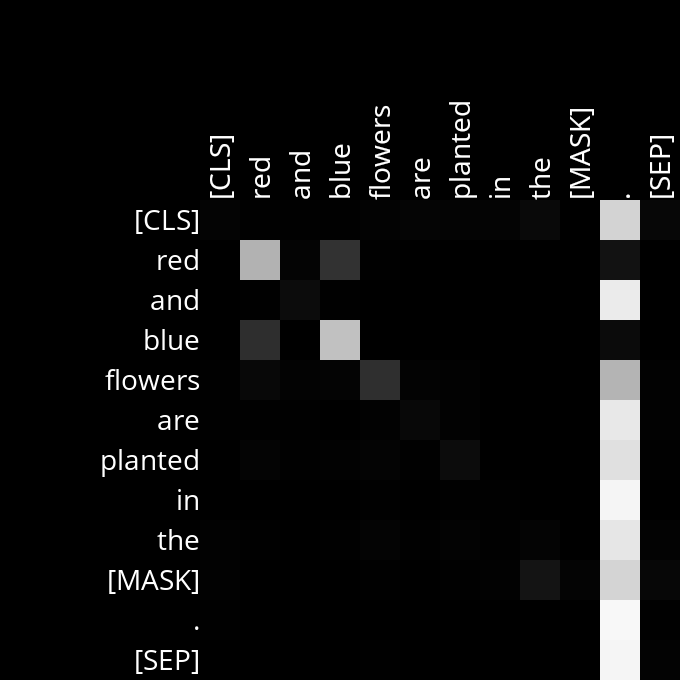 [CLS] red and blue flowers are planted in the [MASK] . [SEP]
[CLS]
red
and
blue
flowers
are
planted
in
the
[MASK]
.
[SEP]